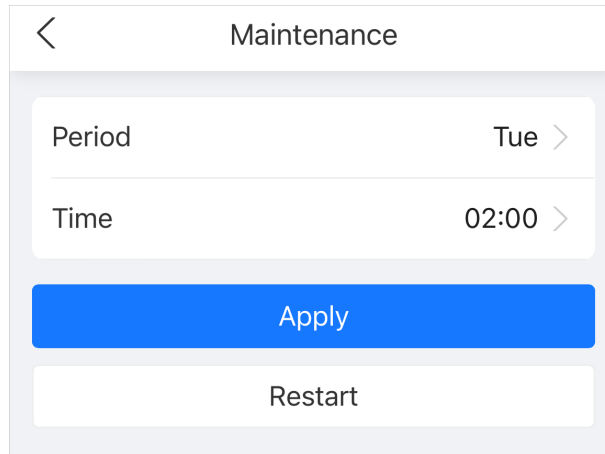 Maintenance
Period Tue
Time 02:00
Apply
Restart